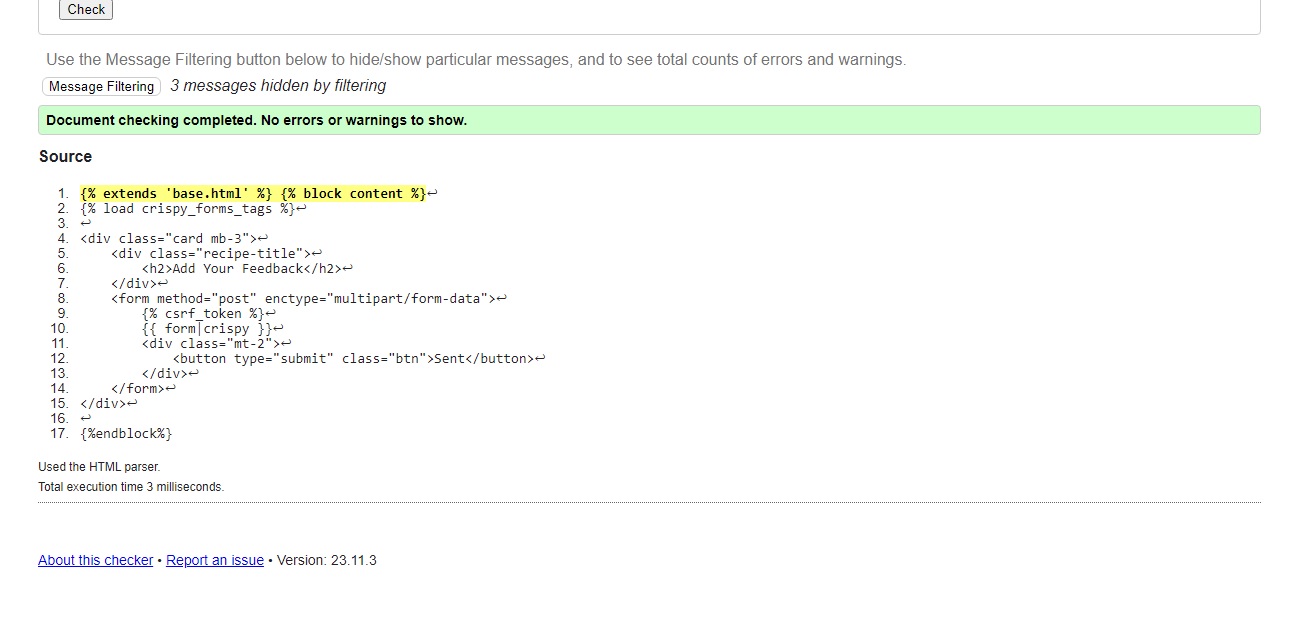 Check
Use the Message Filtering button below to hide/show particular messages, and to see total counts of errors and warnings.
Message Filtering 3 messages hidden by filtering
Document checking completed. No errors or warnings to show.
Source
1. {% extends 'base.html' %} {% block content %}↩
2. {% load crispy_forms_tags %}↩
3. ↩
4. <div class="card mb-3">↩
5.     <div class="recipe-title">↩
6.         <h2>Add Your Feedback</h2>↩
7.     </div>↩
8.     <form method="post" enctype="multipart/form-data">↩
9.         {% csrf_token %}↩
10.         {{ form|crispy }}↩
11.         <div class="mt-2">↩
12.             <button type="submit" class="btn">Sent</button>↩
13.         </div>↩
14.     </form>↩
15. </div>↩
16. ↩
17. {%endblock%}
Used the HTML parser.
Total execution time 3 milliseconds.
About this checker • Report an issue • Version: 23.11.3